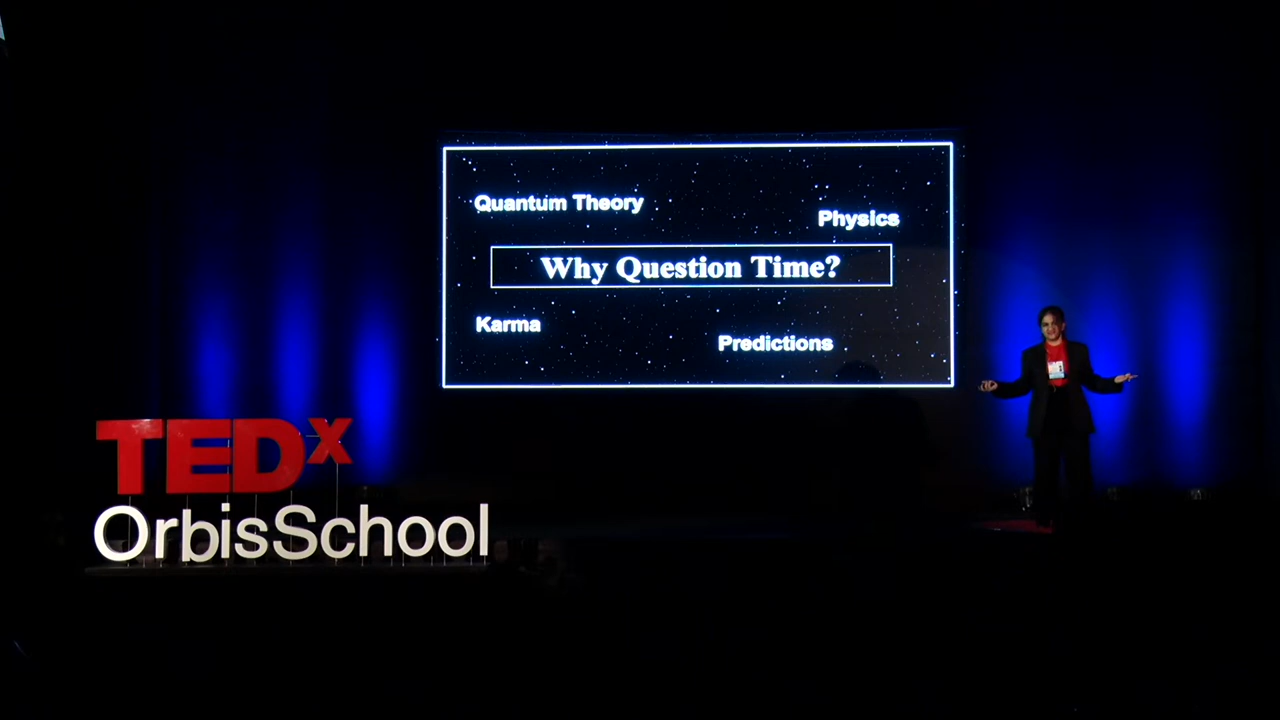 Quantum Theory
Physics
Why Question Time?
Karma
Predictions
TEDx
OrbisSchool